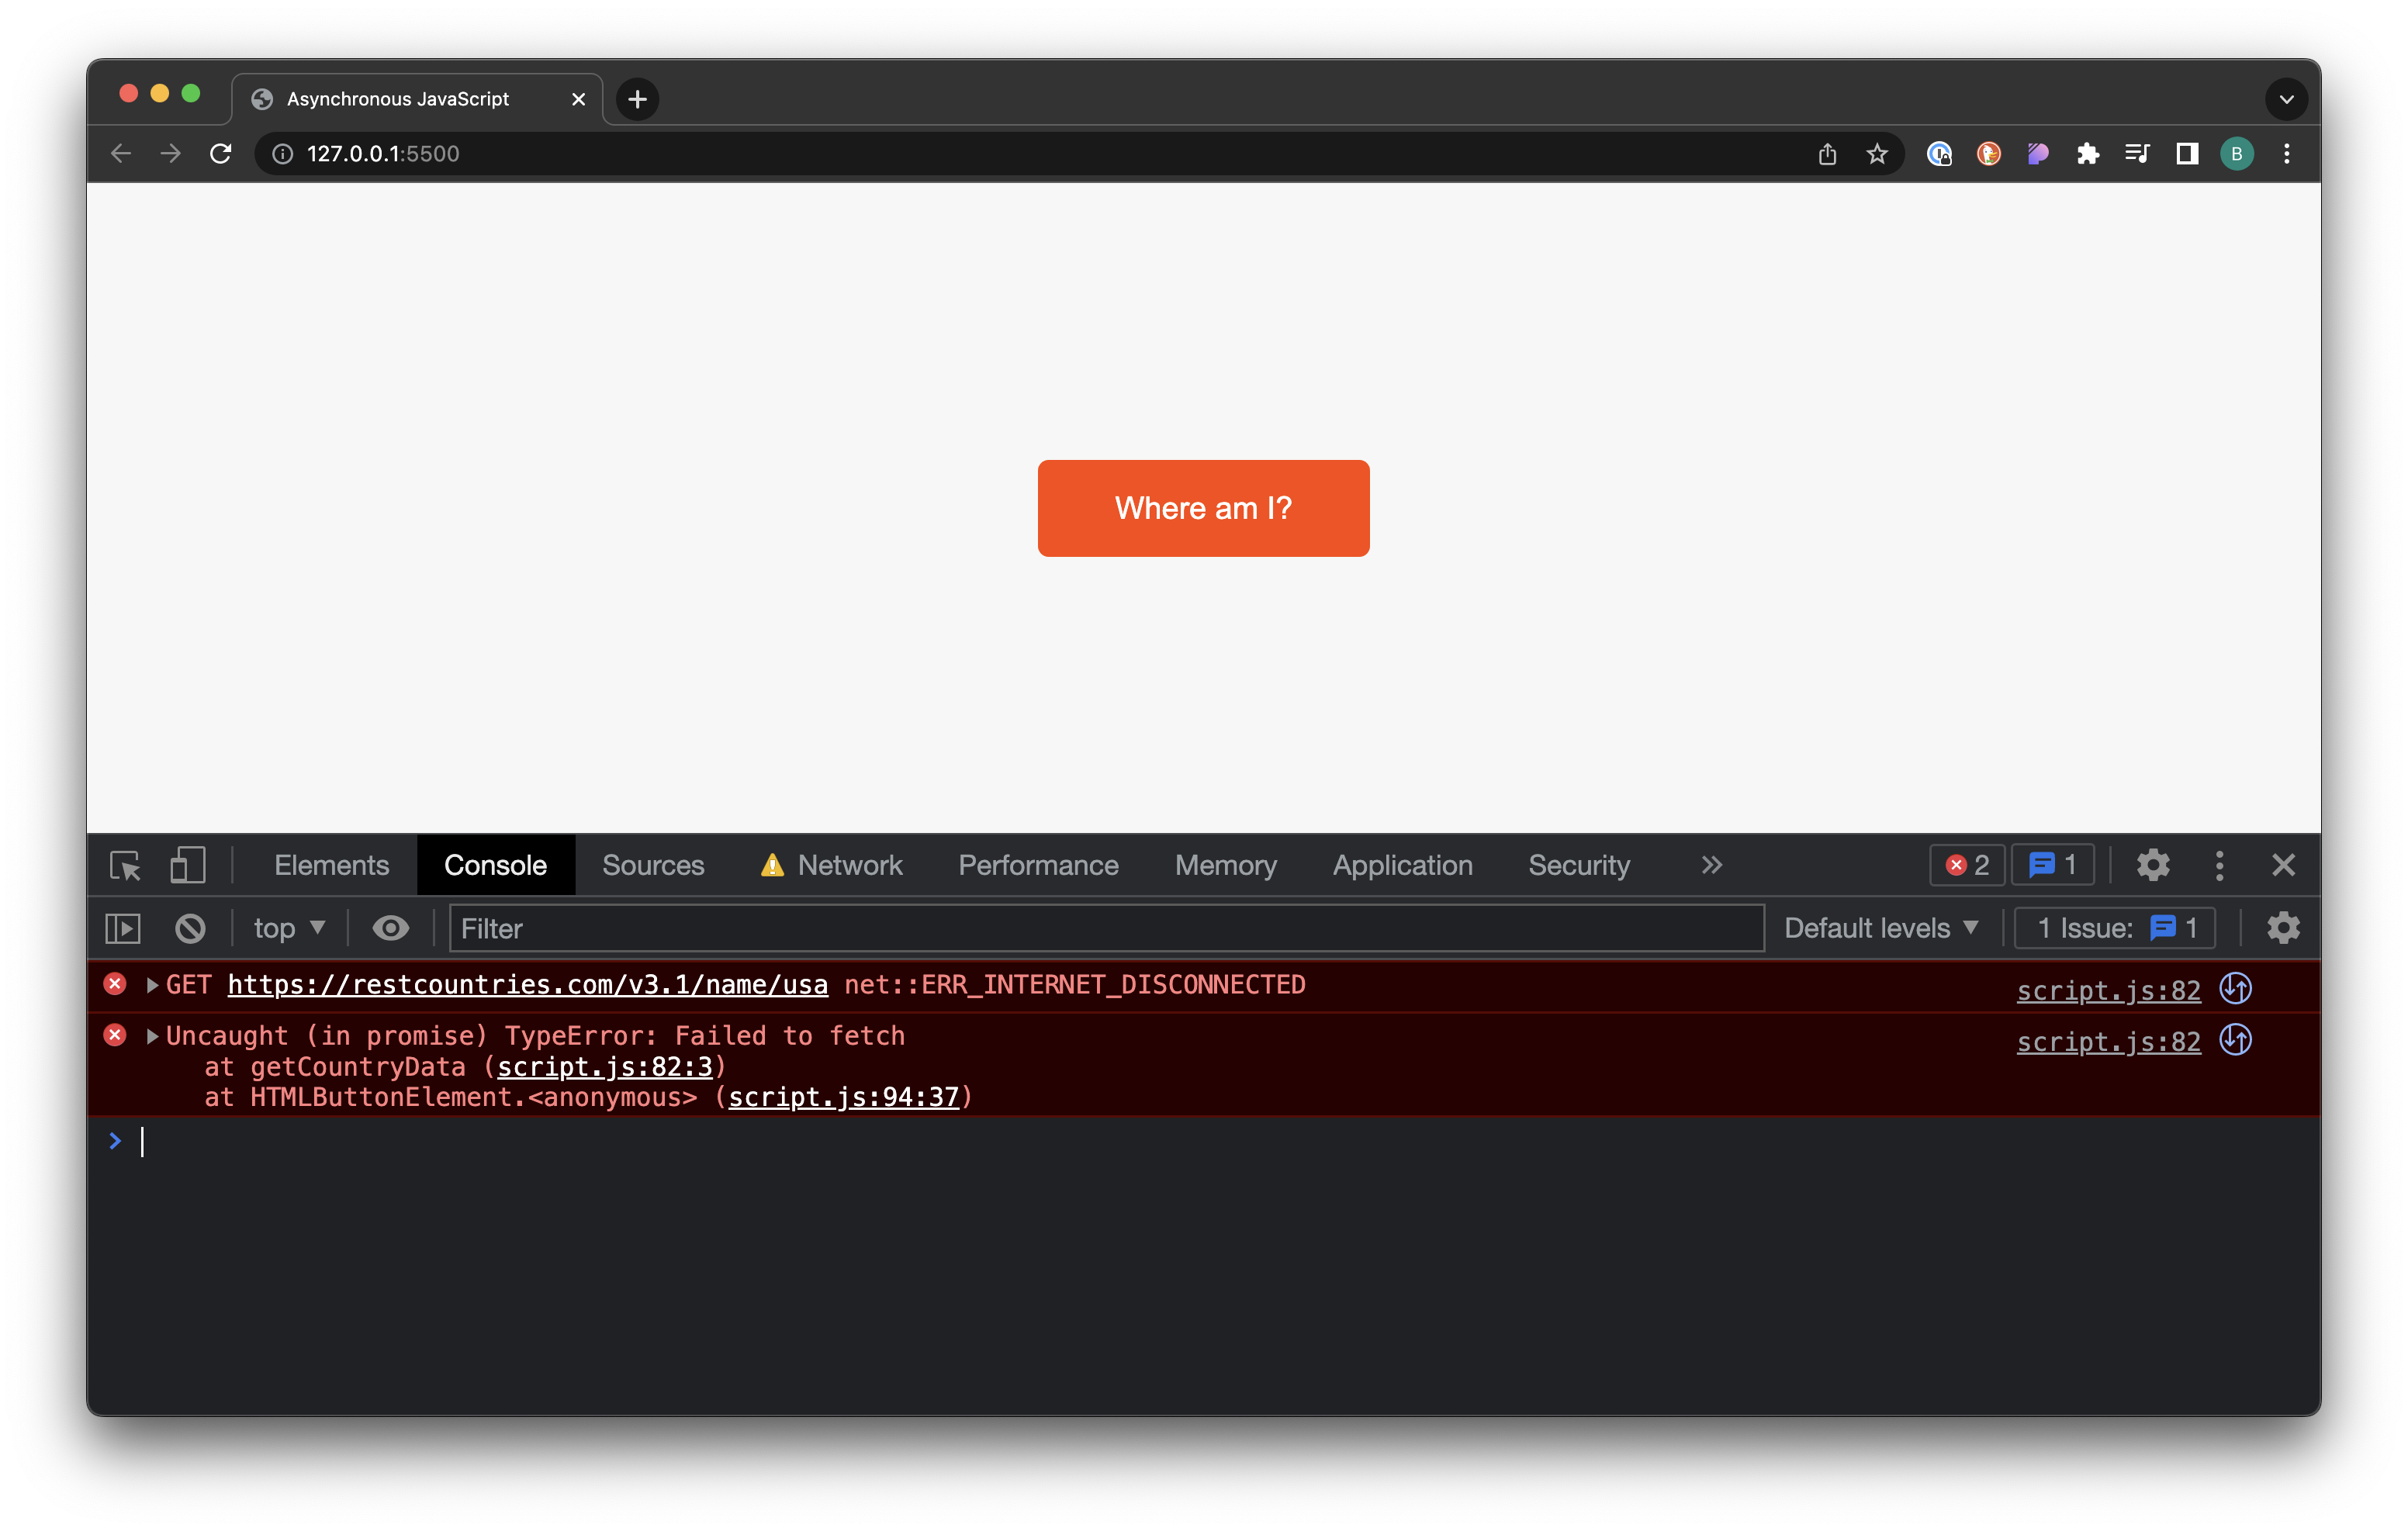 Asynchronous JavaScript
127.0.0.1:5500
B
Where am I?
Elements Console Sources Network Performance Memory Application Security 2 1
top Filter Default levels 1 Issue: 1
GET https://restcountries.com/v3.1/name/usa net::ERR_INTERNET_DISCONNECTED script.js:82
Uncaught (in promise) TypeError: Failed to fetch script.js:82
at getCountryData (script.js:82:3)
at HTMLButtonElement.<anonymous> (script.js:94:37)